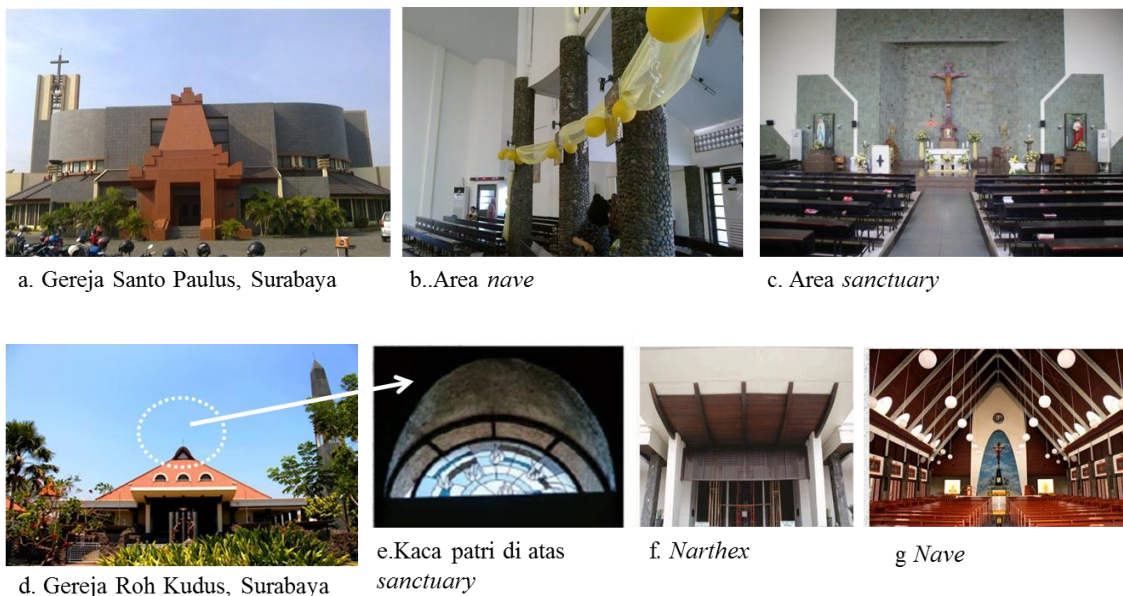 a. Gereja Santo Paulus, Surabaya
b..Area nave
c. Area sanctuary
d. Gereja Roh Kudus, Surabaya
e.Kaca patri di atas
sanctuary
f. Narthex
g Nave